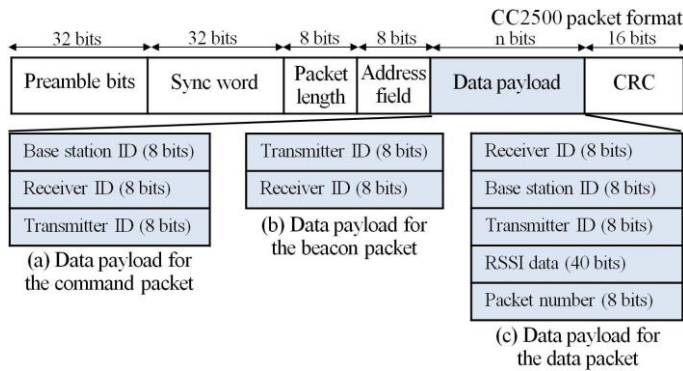 CC2500 packet format
32 bits 32 bits 8 bits 8 bits n bits 16 bits
Preamble bits Sync word Packet length Address field Data payload CRC
Base station ID (8 bits)
Receiver ID (8 bits)
Transmitter ID (8 bits)
(a) Data payload for
the command packet
Transmitter ID (8 bits)
Receiver ID (8 bits)
(b) Data payload for
the beacon packet
Receiver ID (8 bits)
Base station ID (8 bits)
Transmitter ID (8 bits)
RSSI data (40 bits)
Packet number (8 bits)
(c) Data payload for
the data packet